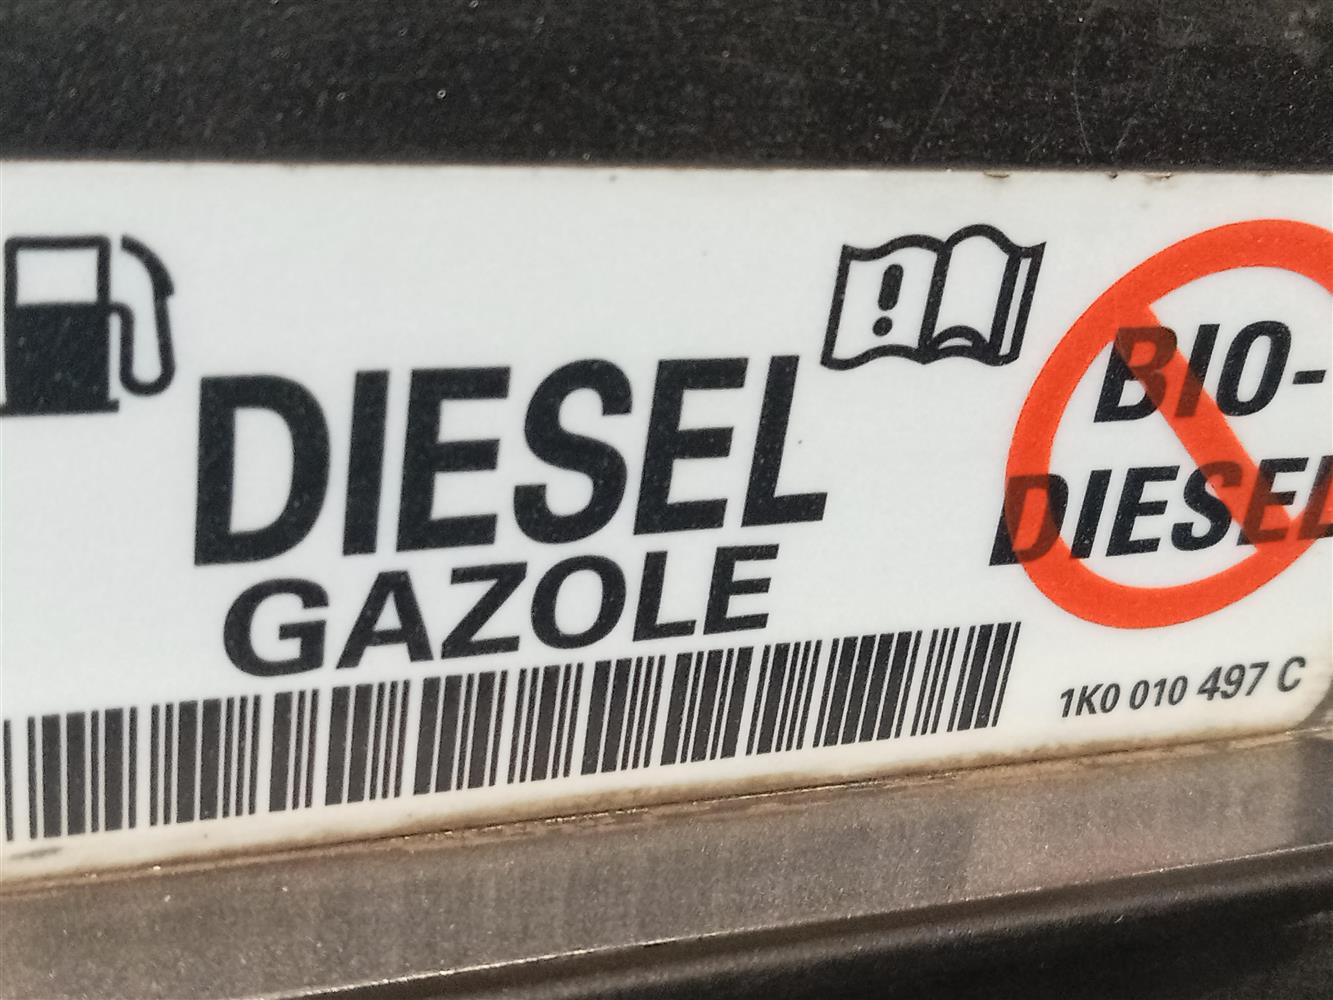 DIESEL
GAZOLE
BIO-
DIESEL
1K0 010 497 C